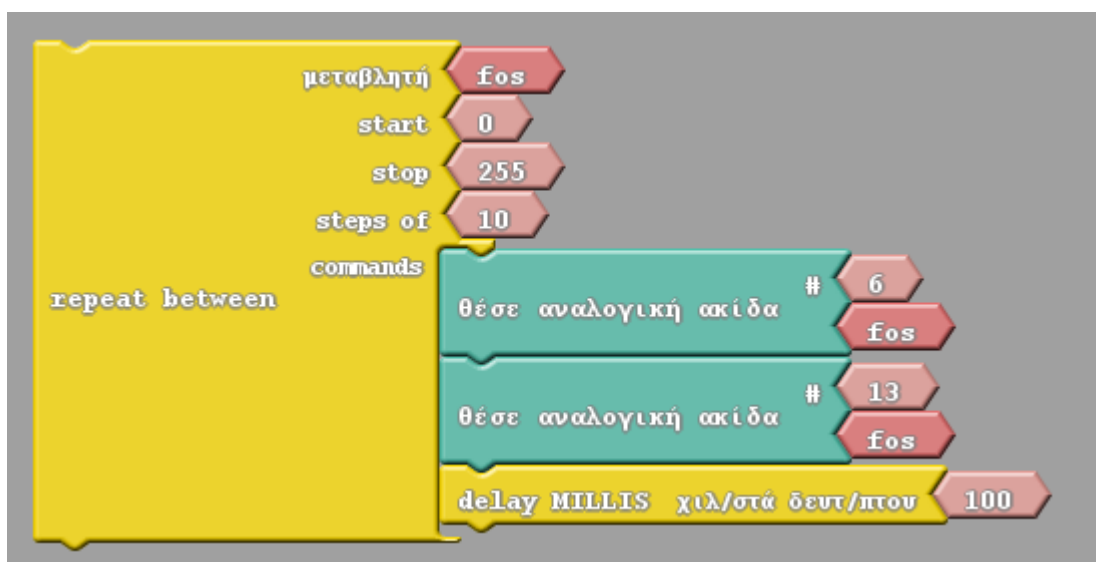 μεταβλητή fos
start 0
stop 255
steps of 10
commands
repeat between
θέσε αναλογική ακίδα # 6
fos
θέσε αναλογική ακίδα # 13
fos
delay MILLIS χιλ/στά δευτ/πτου 100